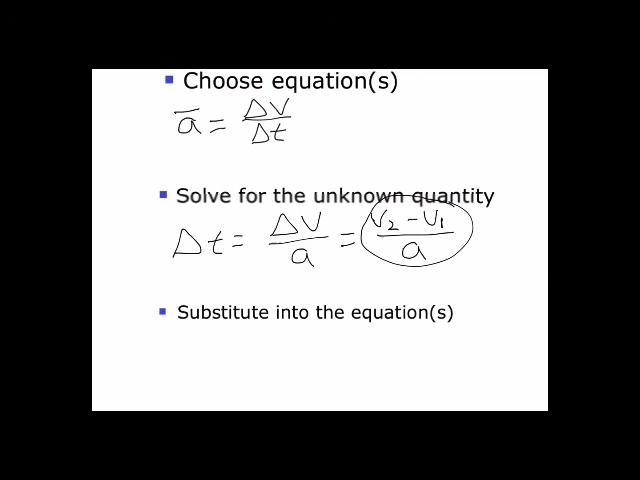 Choose equation(s)
a̅ = ΔV/Δt
Solve for the unknown quantity
Δt = ΔV/a = V₂-V₁/a
Substitute into the equation(s)